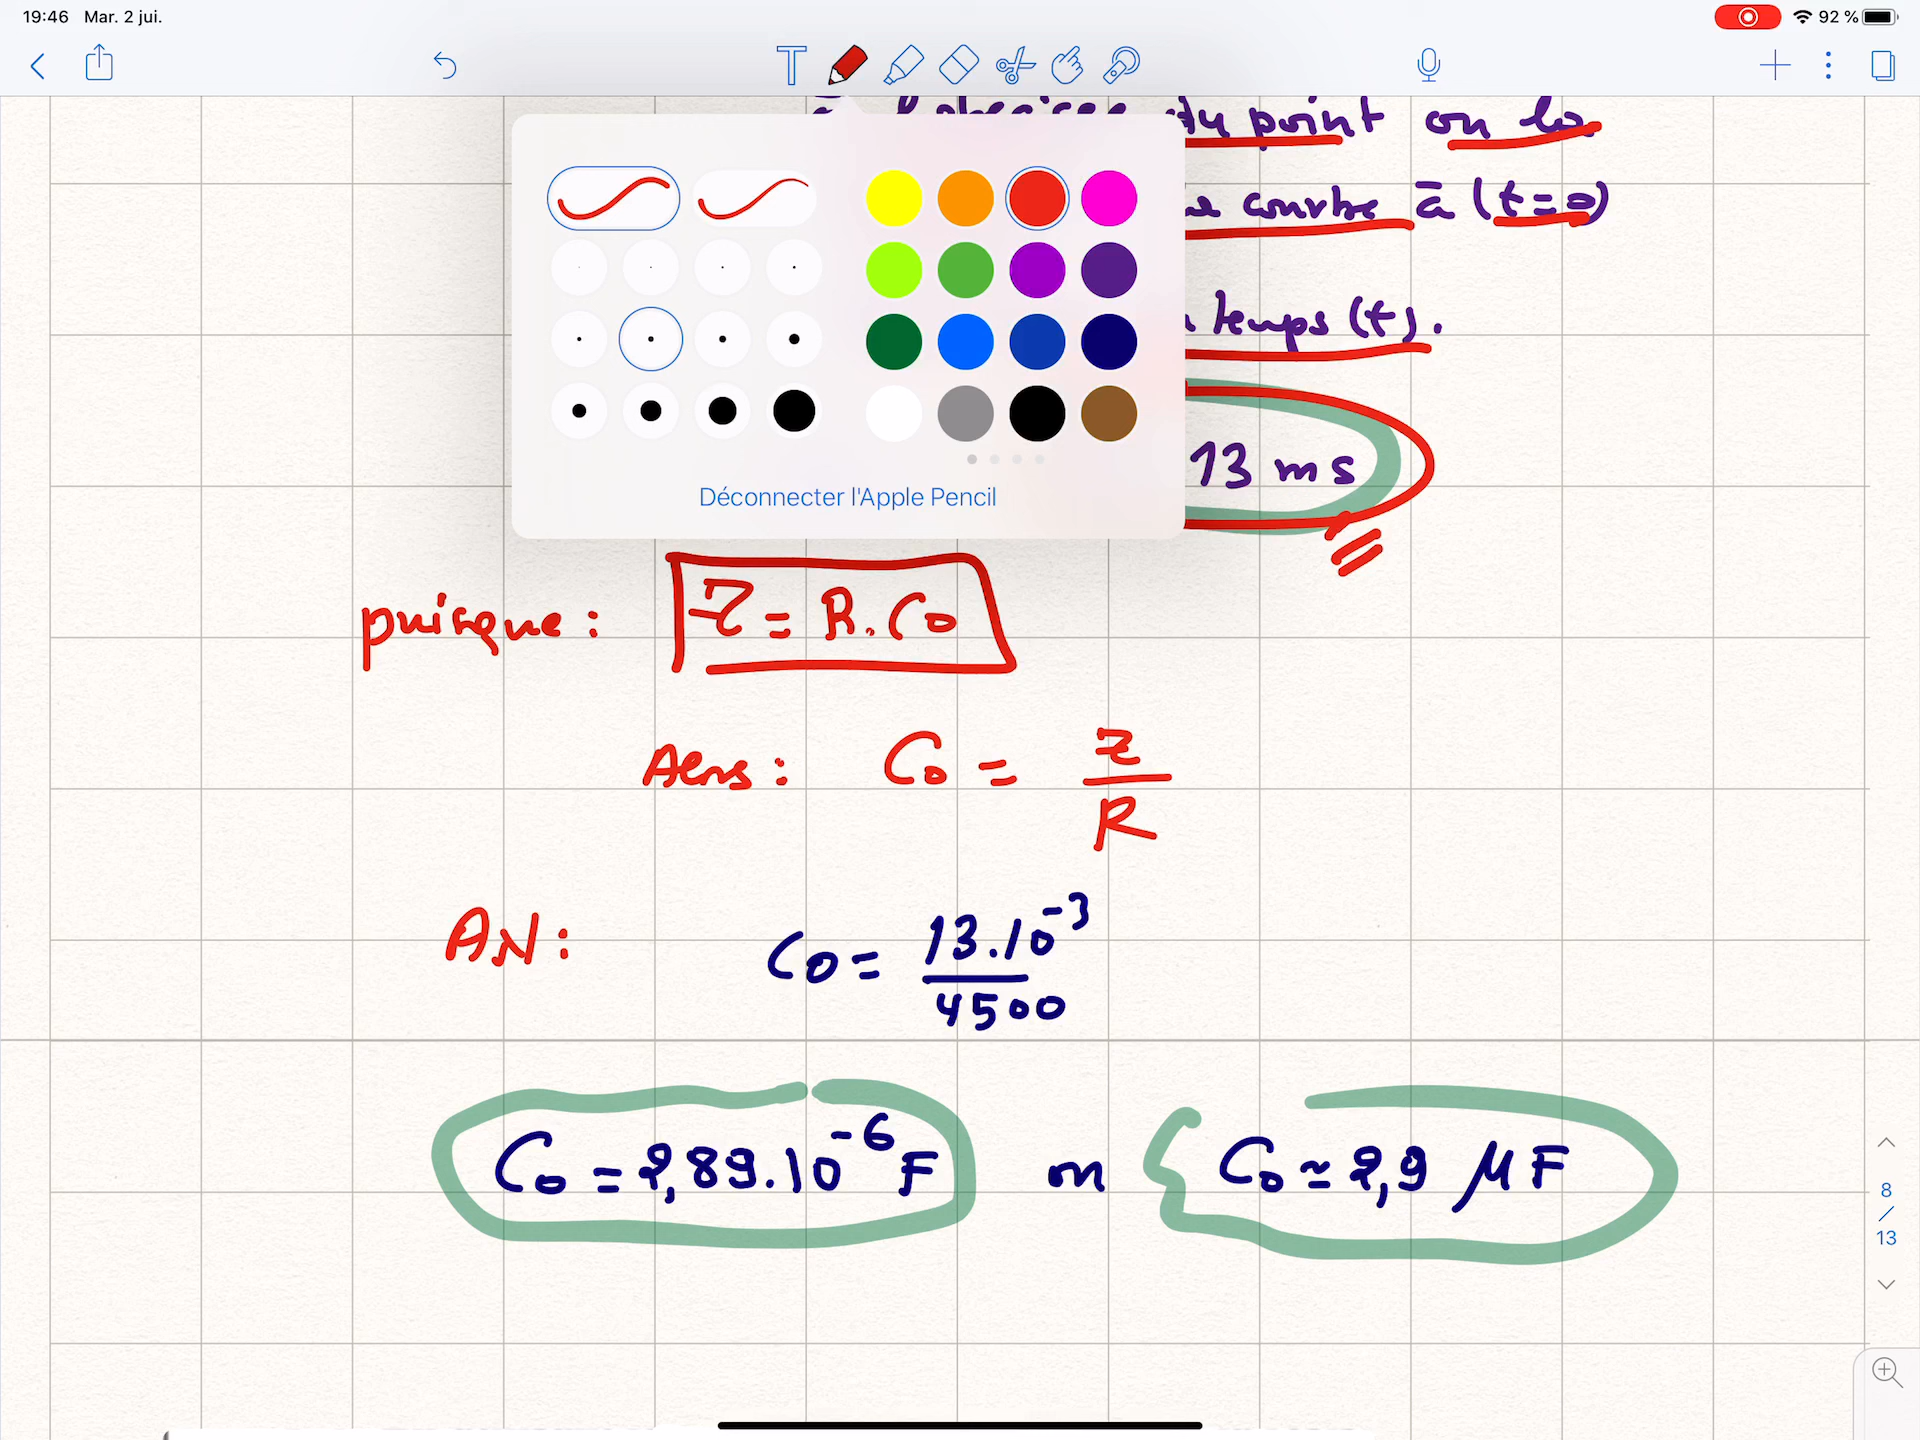 19:46 Mar. 2 jui. 92 %
T
du point ou la
courbe à (t=0)
temps (t).
13 ms
Déconnecter l'Apple Pencil
puisque : τ = R.C0
Alors : C0 = τ
R
AN : C0 = 13.10⁻³
4500
C0 = 2,89.10⁻⁶ F ou C0 ≃ 2,9 μF
8
/
13